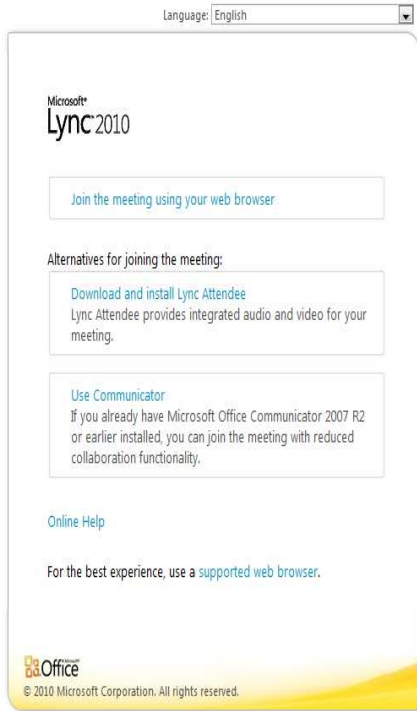 Language: English
Microsoft®
Lync™2010
Join the meeting using your web browser
Alternatives for joining the meeting:
Download and install Lync Attendee
Lync Attendee provides integrated audio and video for your
meeting.
Use Communicator
If you already have Microsoft Office Communicator 2007 R2
or earlier installed, you can join the meeting with reduced
collaboration functionality.
Online Help
For the best experience, use a supported web browser.
Office
© 2010 Microsoft Corporation. All rights reserved.